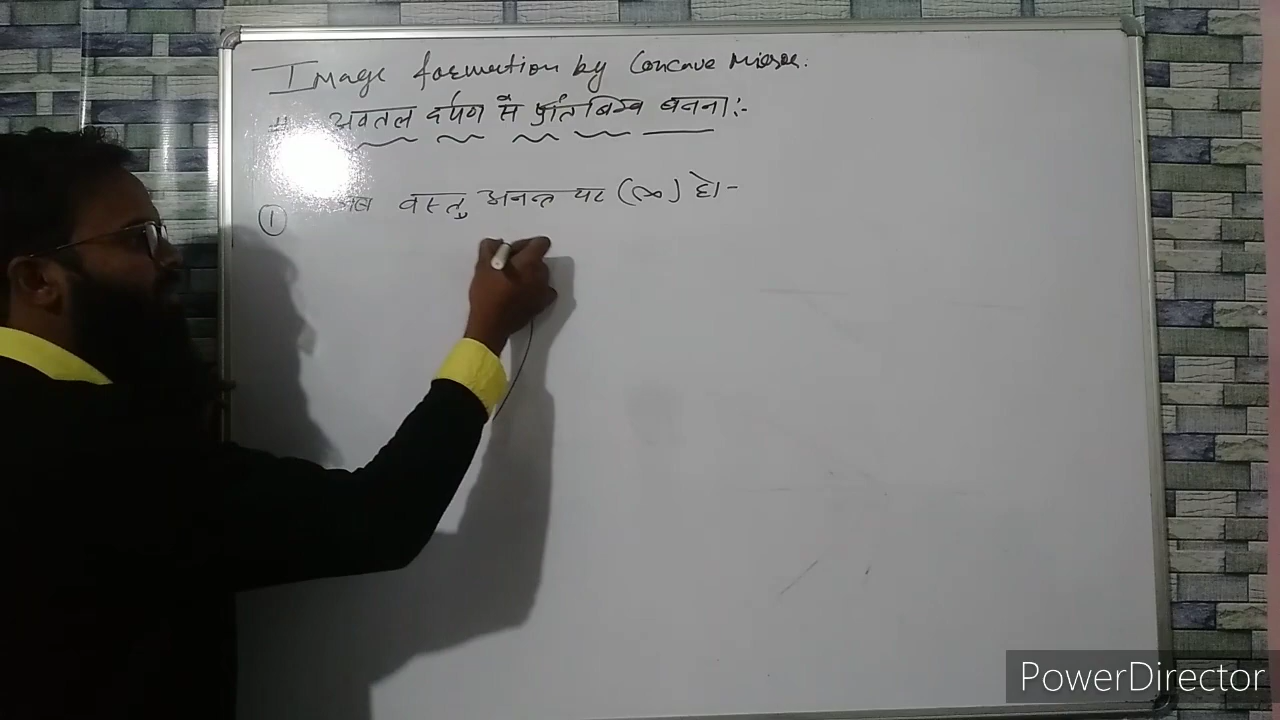 Image formation by Concave Mirror.
# अवतल दर्पण से प्रतिबिम्ब बनना:-
① जब वस्तु अनन्त पर (∞) हो-
PowerDirector